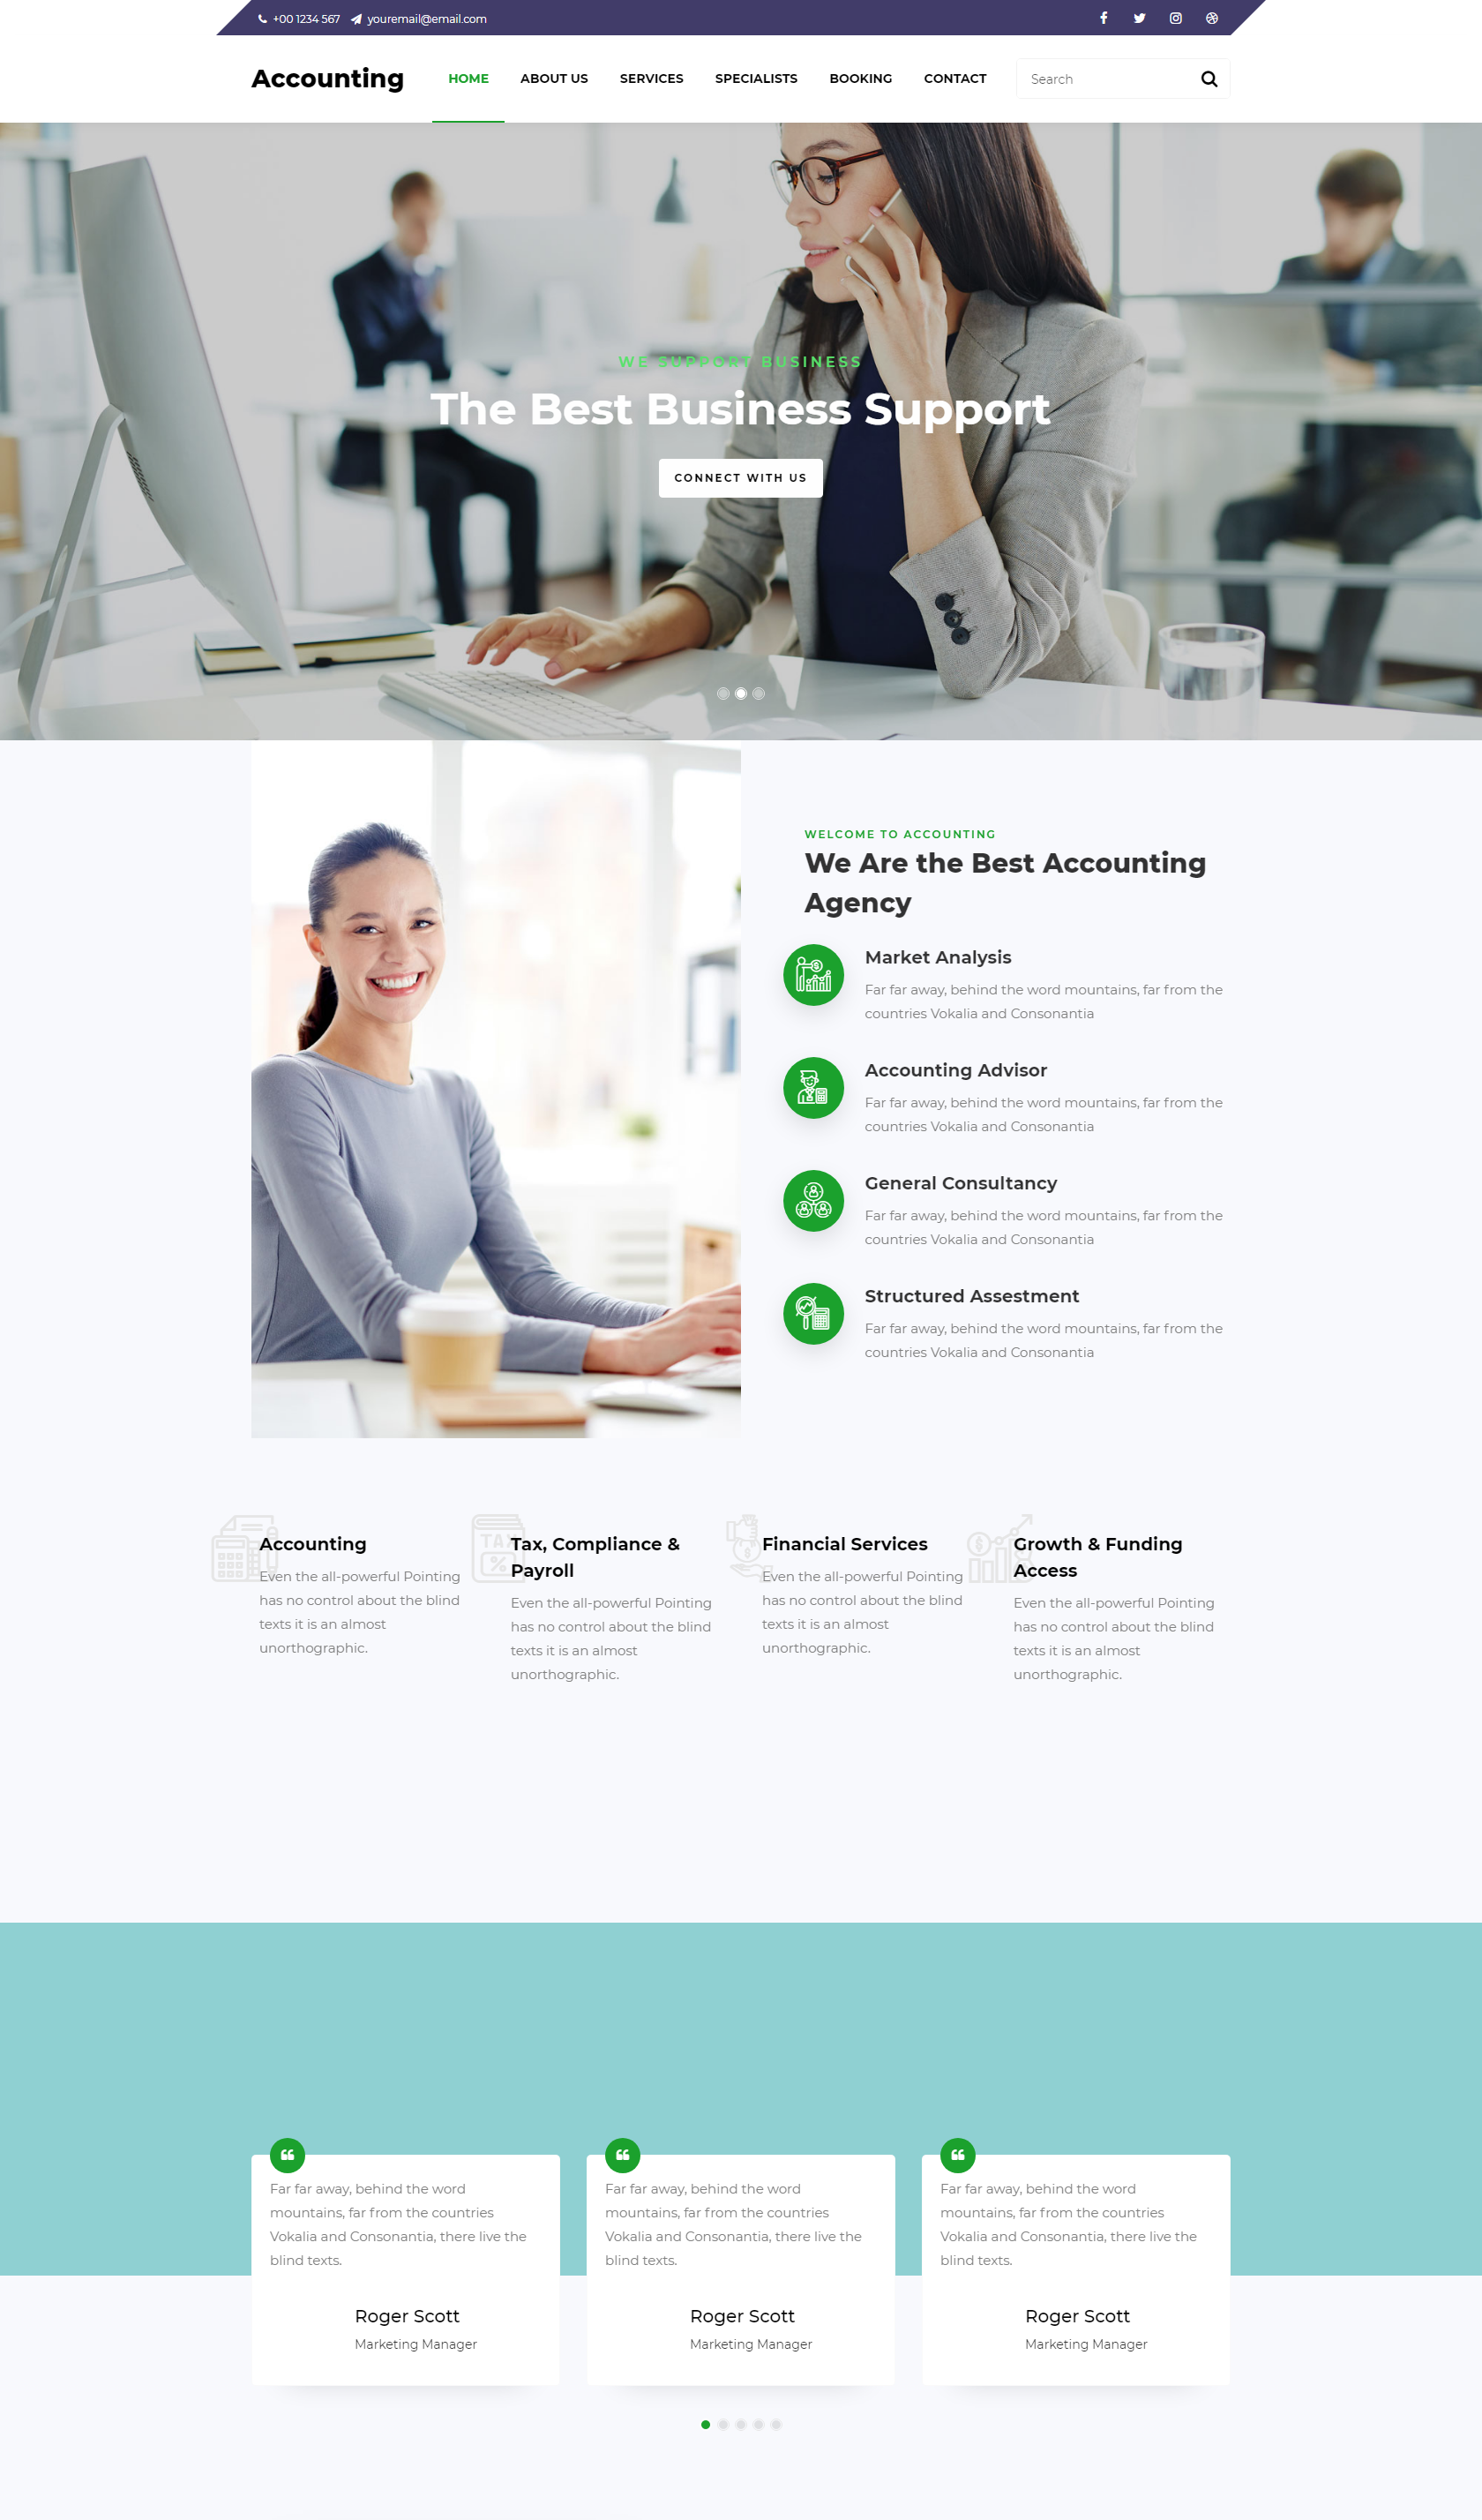 +00 1234 567 youremail@email.com
Accounting HOME ABOUT US SERVICES SPECIALISTS BOOKING CONTACT Search
WE SUPPORT BUSINESS
The Best Business Support
CONNECT WITH US
WELCOME TO ACCOUNTING
We Are the Best Accounting
Agency
Market Analysis
Far far away, behind the word mountains, far from the
countries Vokalia and Consonantia
Accounting Advisor
Far far away, behind the word mountains, far from the
countries Vokalia and Consonantia
General Consultancy
Far far away, behind the word mountains, far from the
countries Vokalia and Consonantia
Structured Assestment
Far far away, behind the word mountains, far from the
countries Vokalia and Consonantia
Accounting
Even the all-powerful Pointing
has no control about the blind
texts it is an almost
unorthographic.
TAX
%
Tax, Compliance &
Payroll
Even the all-powerful Pointing
has no control about the blind
texts it is an almost
unorthographic.
Financial Services
Even the all-powerful Pointing
has no control about the blind
texts it is an almost
unorthographic.
Growth & Funding
Access
Even the all-powerful Pointing
has no control about the blind
texts it is an almost
unorthographic.
Far far away, behind the word
mountains, far from the countries
Vokalia and Consonantia, there live the
blind texts.
Roger Scott
Marketing Manager
Far far away, behind the word
mountains, far from the countries
Vokalia and Consonantia, there live the
blind texts.
Roger Scott
Marketing Manager
Far far away, behind the word
mountains, far from the countries
Vokalia and Consonantia, there live the
blind texts.
Roger Scott
Marketing Manager